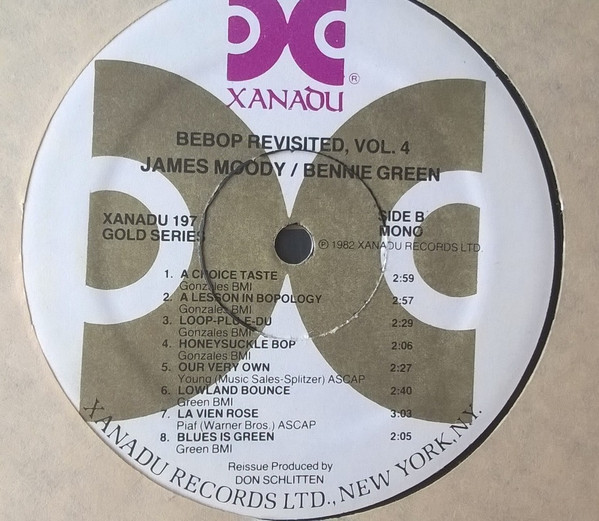 ®
XANADU
BEBOP REVISITED, VOL. 4
JAMES MOODY / BENNIE GREEN
XANADU 197 SIDE B
GOLD SERIES MONO
℗ 1982 XANADU RECORDS LTD.
1. A CHOICE TASTE 2:59
Gonzales BMI
2. A LESSON IN BOPOLOGY 2:57
Gonzales BMI
3. LOOP-PLU-E-DU 2:29
Gonzales BMI
4. HONEYSUCKLE BOP 2:06
Gonzales BMI
5. OUR VERY OWN 2:27
Young (Music Sales-Splitzer) ASCAP
6. LOWLAND BOUNCE 2:40
Green BMI
7. LA VIEN ROSE 3:03
Piaf (Warner Bros.) ASCAP
8. BLUES IS GREEN 2:05
Green BMI
Reissue Produced by
DON SCHLITTEN
XANADU RECORDS LTD., NEW YORK, N.Y.